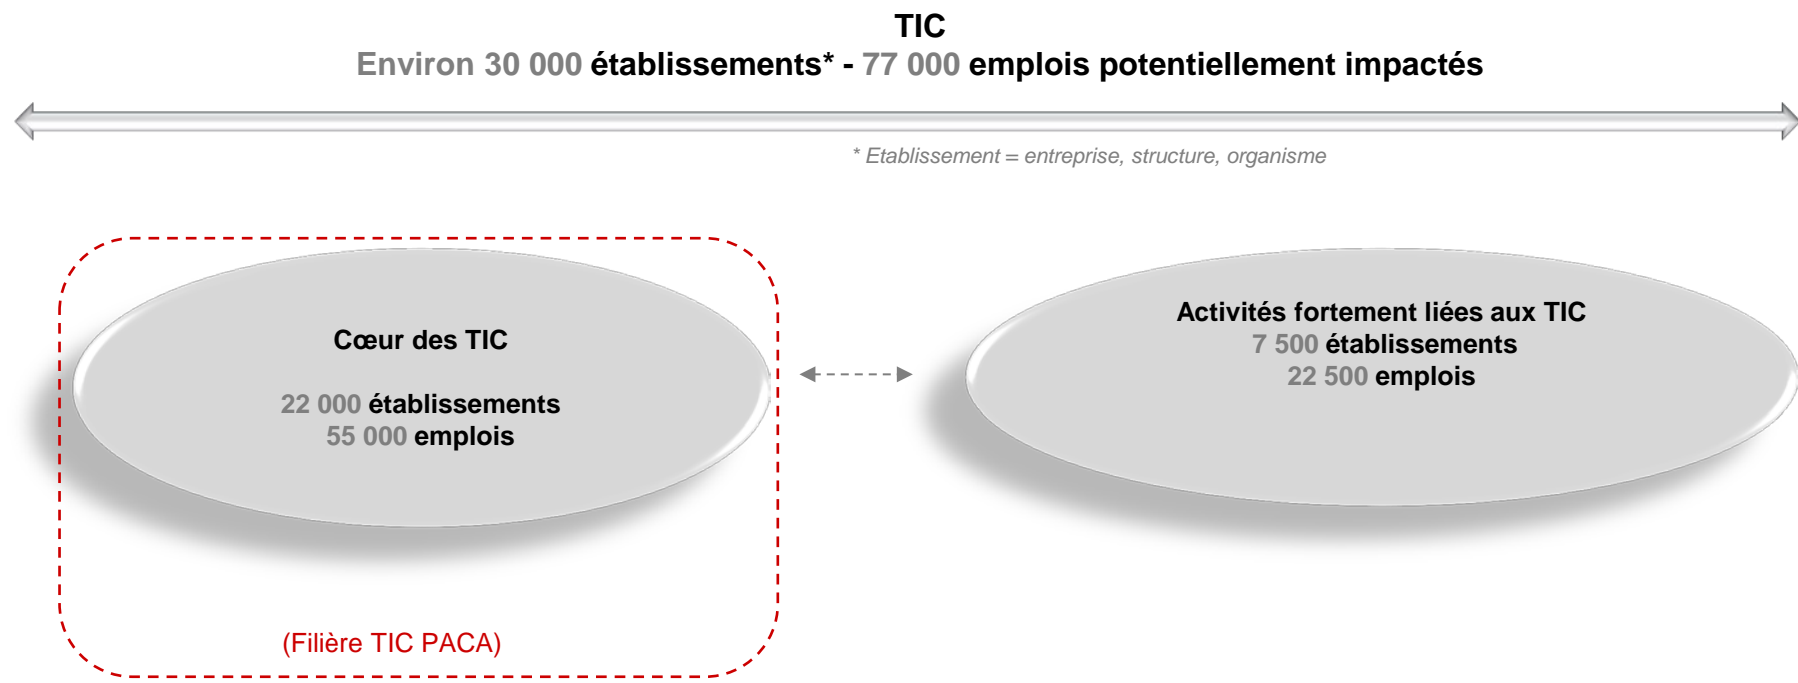 TIC
Environ 30 000 établissements* - 77 000 emplois potentiellement impactés
* Etablissement = entreprise, structure, organisme
Cœur des TIC
22 000 établissements
55 000 emplois
Activités fortement liées aux TIC
7 500 établissements
22 500 emplois
(Filière TIC PACA)